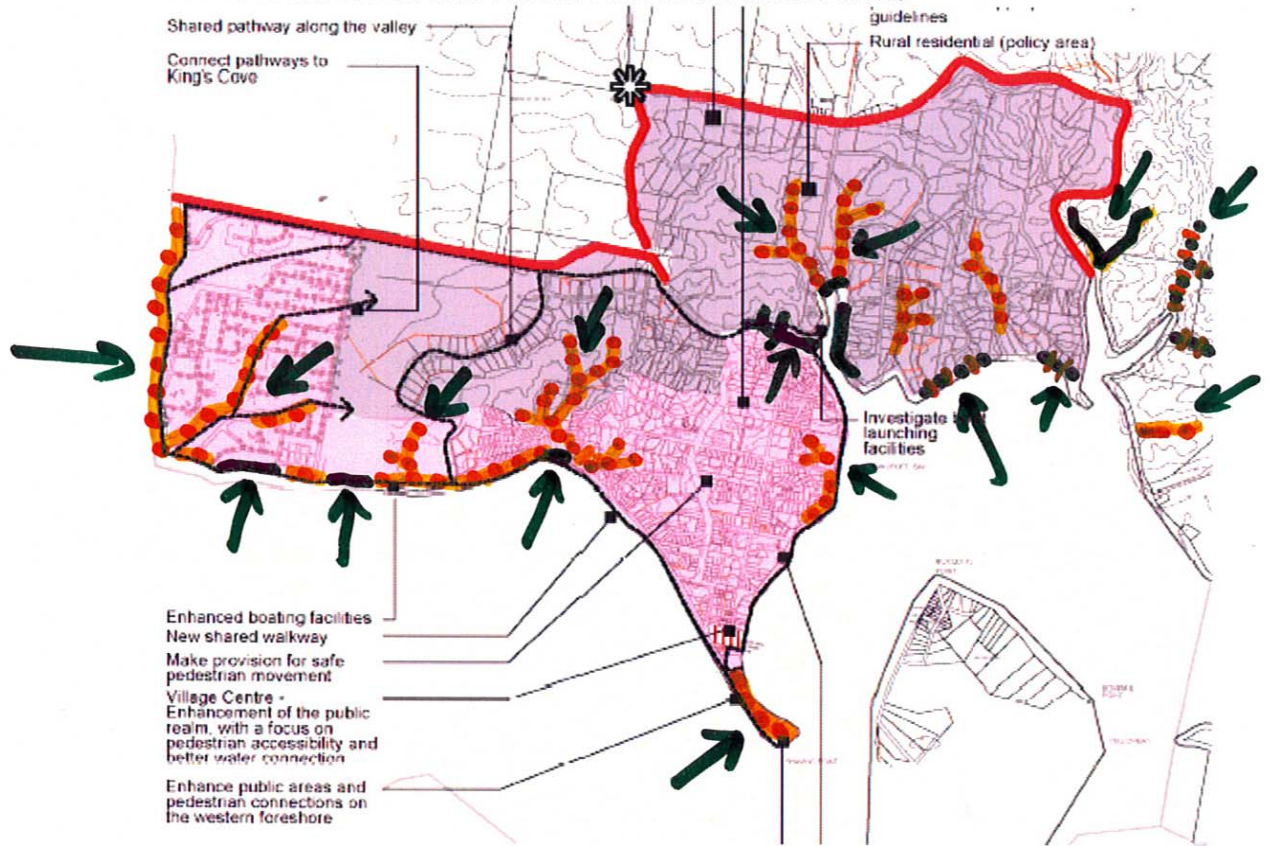 Shared pathway along the valley
Connect pathways to
King's Cove
guidelines
Rural residential (policy area)
Investigate
launching
facilities
Enhanced boating facilities
New shared walkway
Make provision for safe
pedestrian movement
Village Centre -
Enhancement of the public
realm, with a focus on
pedestrian accessibility and
better water connection
Enhance public areas and
pedestrian connections on
the western foreshore